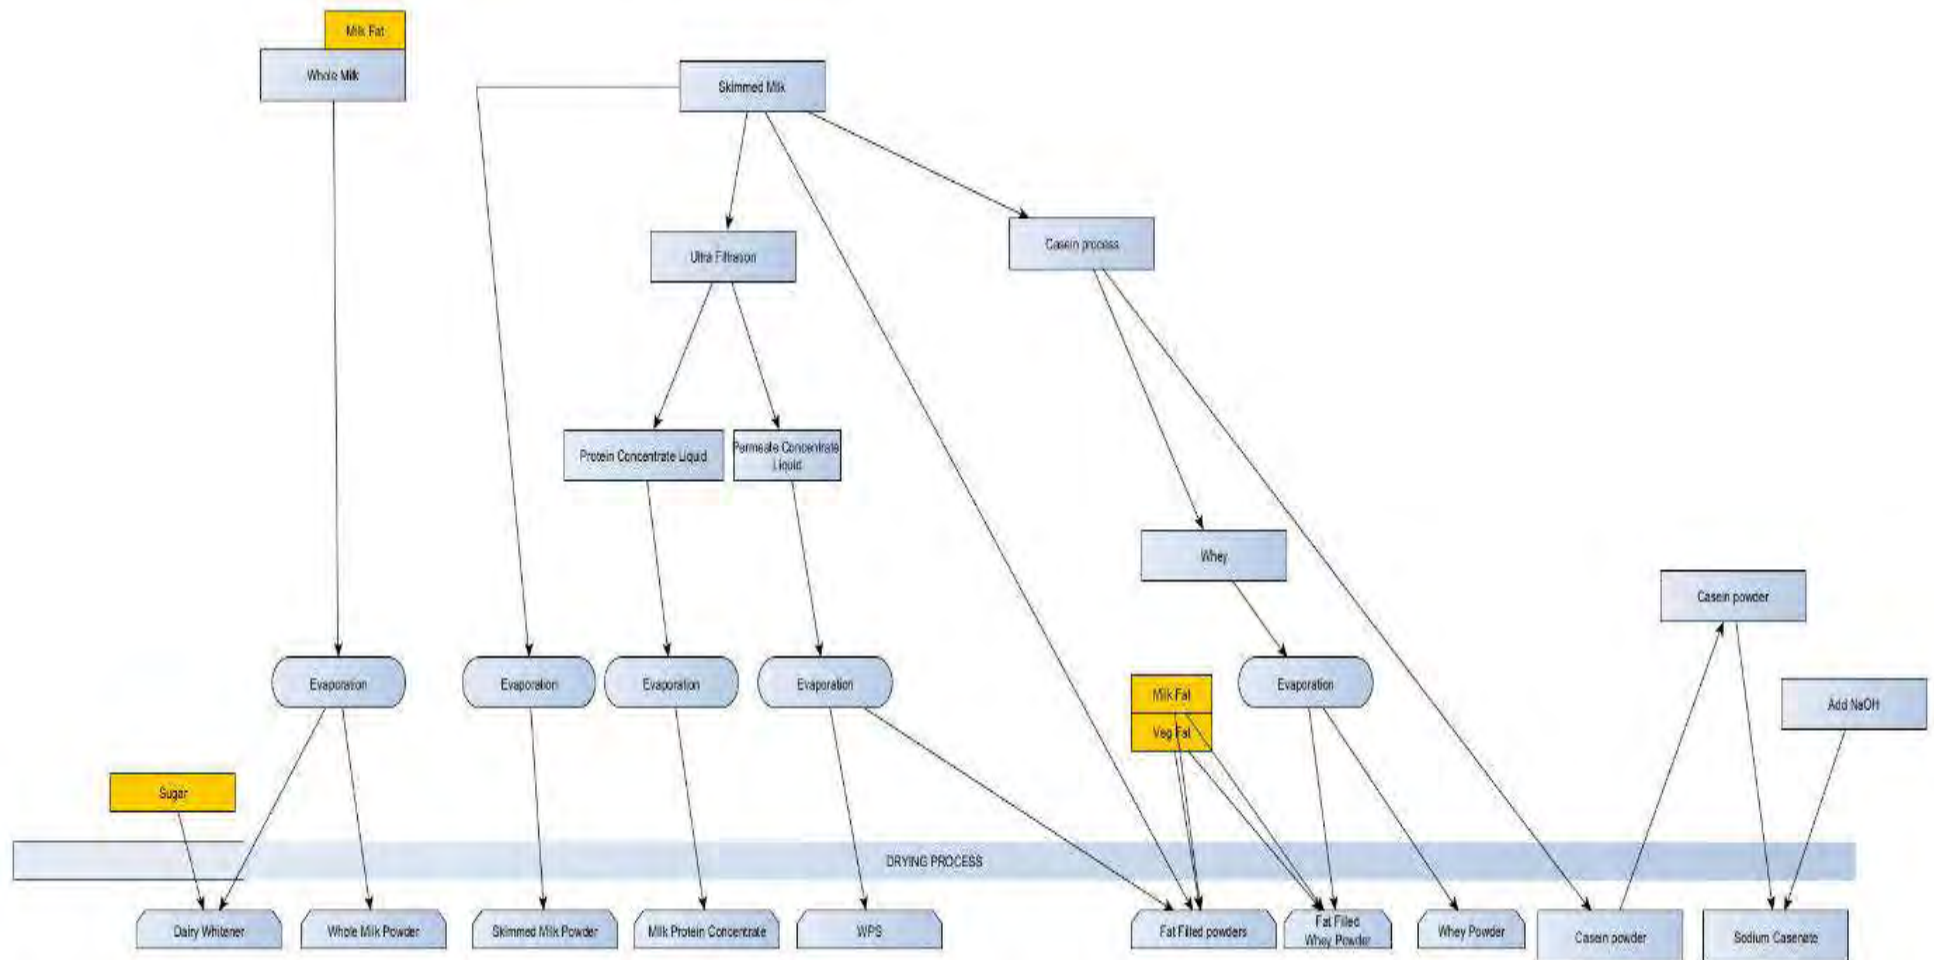 Milk Fat
Whole Milk
Skimmed Milk
Casein process
Ultra Filtrason
Protein Concentrate Liquid
Permeate Concentrate
Liquid
Whey
Casein powder
Evaporation
Evaporation
Evaporation
Evaporation
Evaporation
Milk Fat
Veg Fat
Add NaOH
Sugar
DRYING PROCESS
Dairy Whitener
Whole Milk Powder
Skimmed Milk Powder
Milk Protein Concentrate
WPS
Fat Filled powders
Fat Filled
Whey Powder
Whey Powder
Casein powder
Sodium Casenate